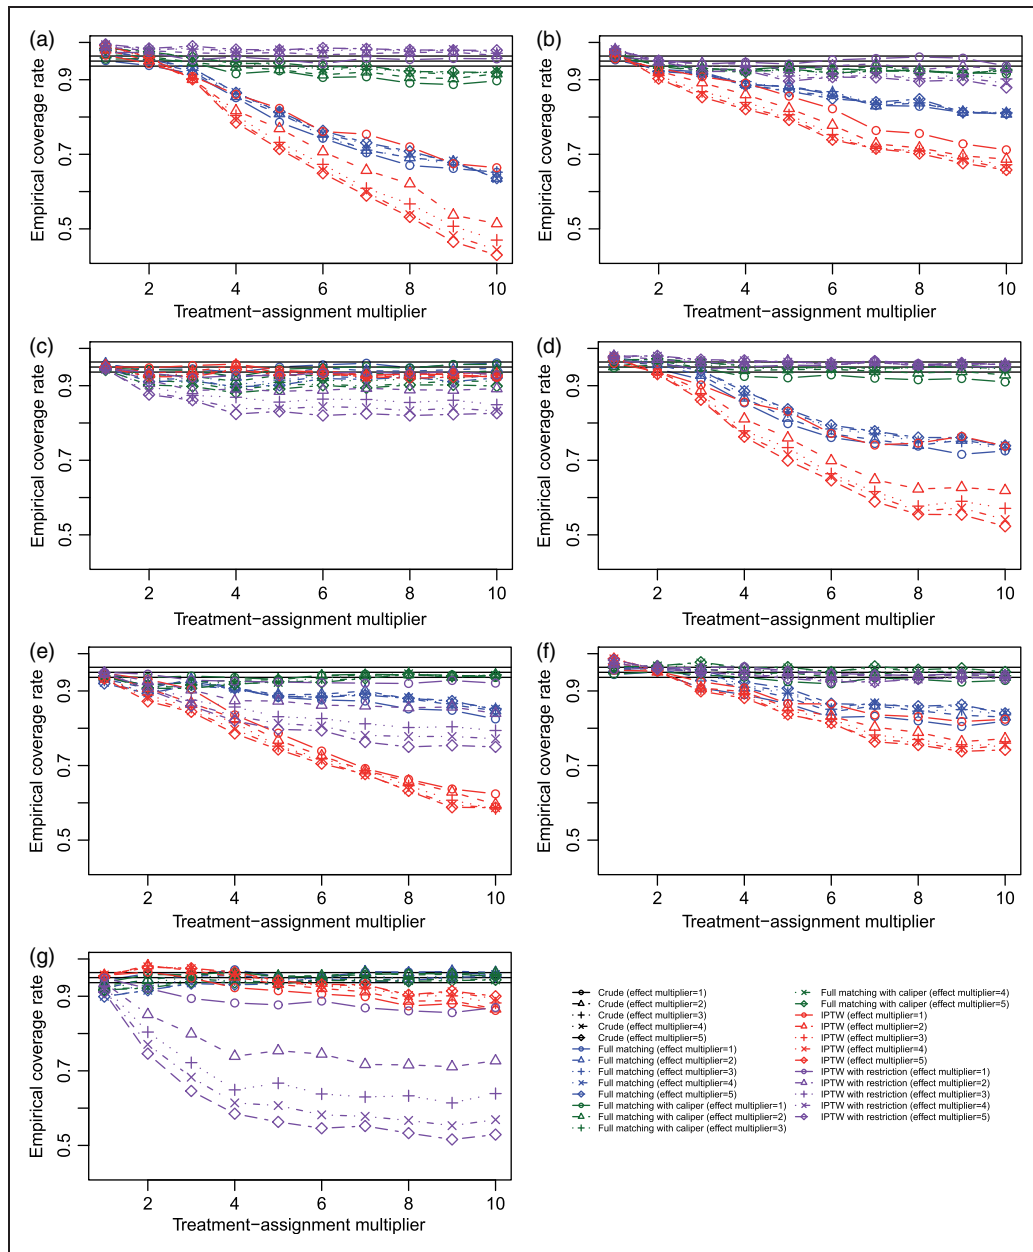 (a)
(b)
Empirical coverage rate
0.5 0.7 0.9
2 4 6 8 10
Treatment−assignment multiplier
Empirical coverage rate
0.5 0.7 0.9
2 4 6 8 10
Treatment−assignment multiplier
(c)
(d)
Empirical coverage rate
0.5 0.7 0.9
2 4 6 8 10
Treatment−assignment multiplier
Empirical coverage rate
0.5 0.7 0.9
2 4 6 8 10
Treatment−assignment multiplier
(e)
(f)
Empirical coverage rate
0.5 0.7 0.9
2 4 6 8 10
Treatment−assignment multiplier
Empirical coverage rate
0.5 0.7 0.9
2 4 6 8 10
Treatment−assignment multiplier
(g)
Empirical coverage rate
0.5 0.7 0.9
2 4 6 8 10
Treatment−assignment multiplier
Crude (effect multiplier=1)
Crude (effect multiplier=2)
Crude (effect multiplier=3)
Crude (effect multiplier=4)
Crude (effect multiplier=5)
Full matching (effect multiplier=1)
Full matching (effect multiplier=2)
Full matching (effect multiplier=3)
Full matching (effect multiplier=4)
Full matching (effect multiplier=5)
Full matching with caliper (effect multiplier=1)
Full matching with caliper (effect multiplier=2)
Full matching with caliper (effect multiplier=3)
Full matching with caliper (effect multiplier=4)
Full matching with caliper (effect multiplier=5)
IPTW (effect multiplier=1)
IPTW (effect multiplier=2)
IPTW (effect multiplier=3)
IPTW (effect multiplier=4)
IPTW (effect multiplier=5)
IPTW with restriction (effect multiplier=1)
IPTW with restriction (effect multiplier=2)
IPTW with restriction (effect multiplier=3)
IPTW with restriction (effect multiplier=4)
IPTW with restriction (effect multiplier=5)